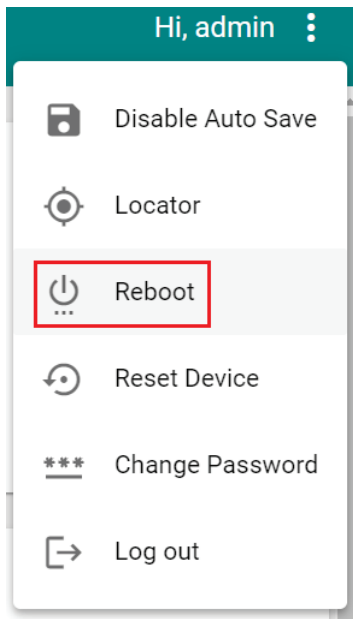 Hi, admin
Disable Auto Save
Locator
Reboot
Reset Device
Change Password
Log out